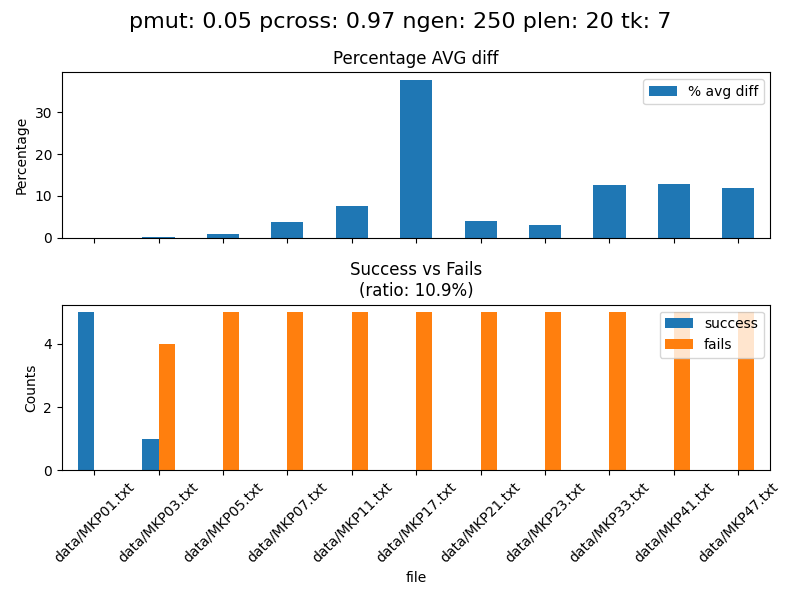 pmut: 0.05 pcross: 0.97 ngen: 250 plen: 20 tk: 7
Percentage AVG diff
Percentage
30
20
10
0
% avg diff
Success vs Fails
(ratio: 10.9%)
Counts
4
2
0
success
fails
data/MKP01.txt
data/MKP03.txt
data/MKP05.txt
data/MKP07.txt
data/MKP11.txt
data/MKP17.txt
data/MKP21.txt
data/MKP23.txt
data/MKP33.txt
data/MKP41.txt
data/MKP47.txt
file